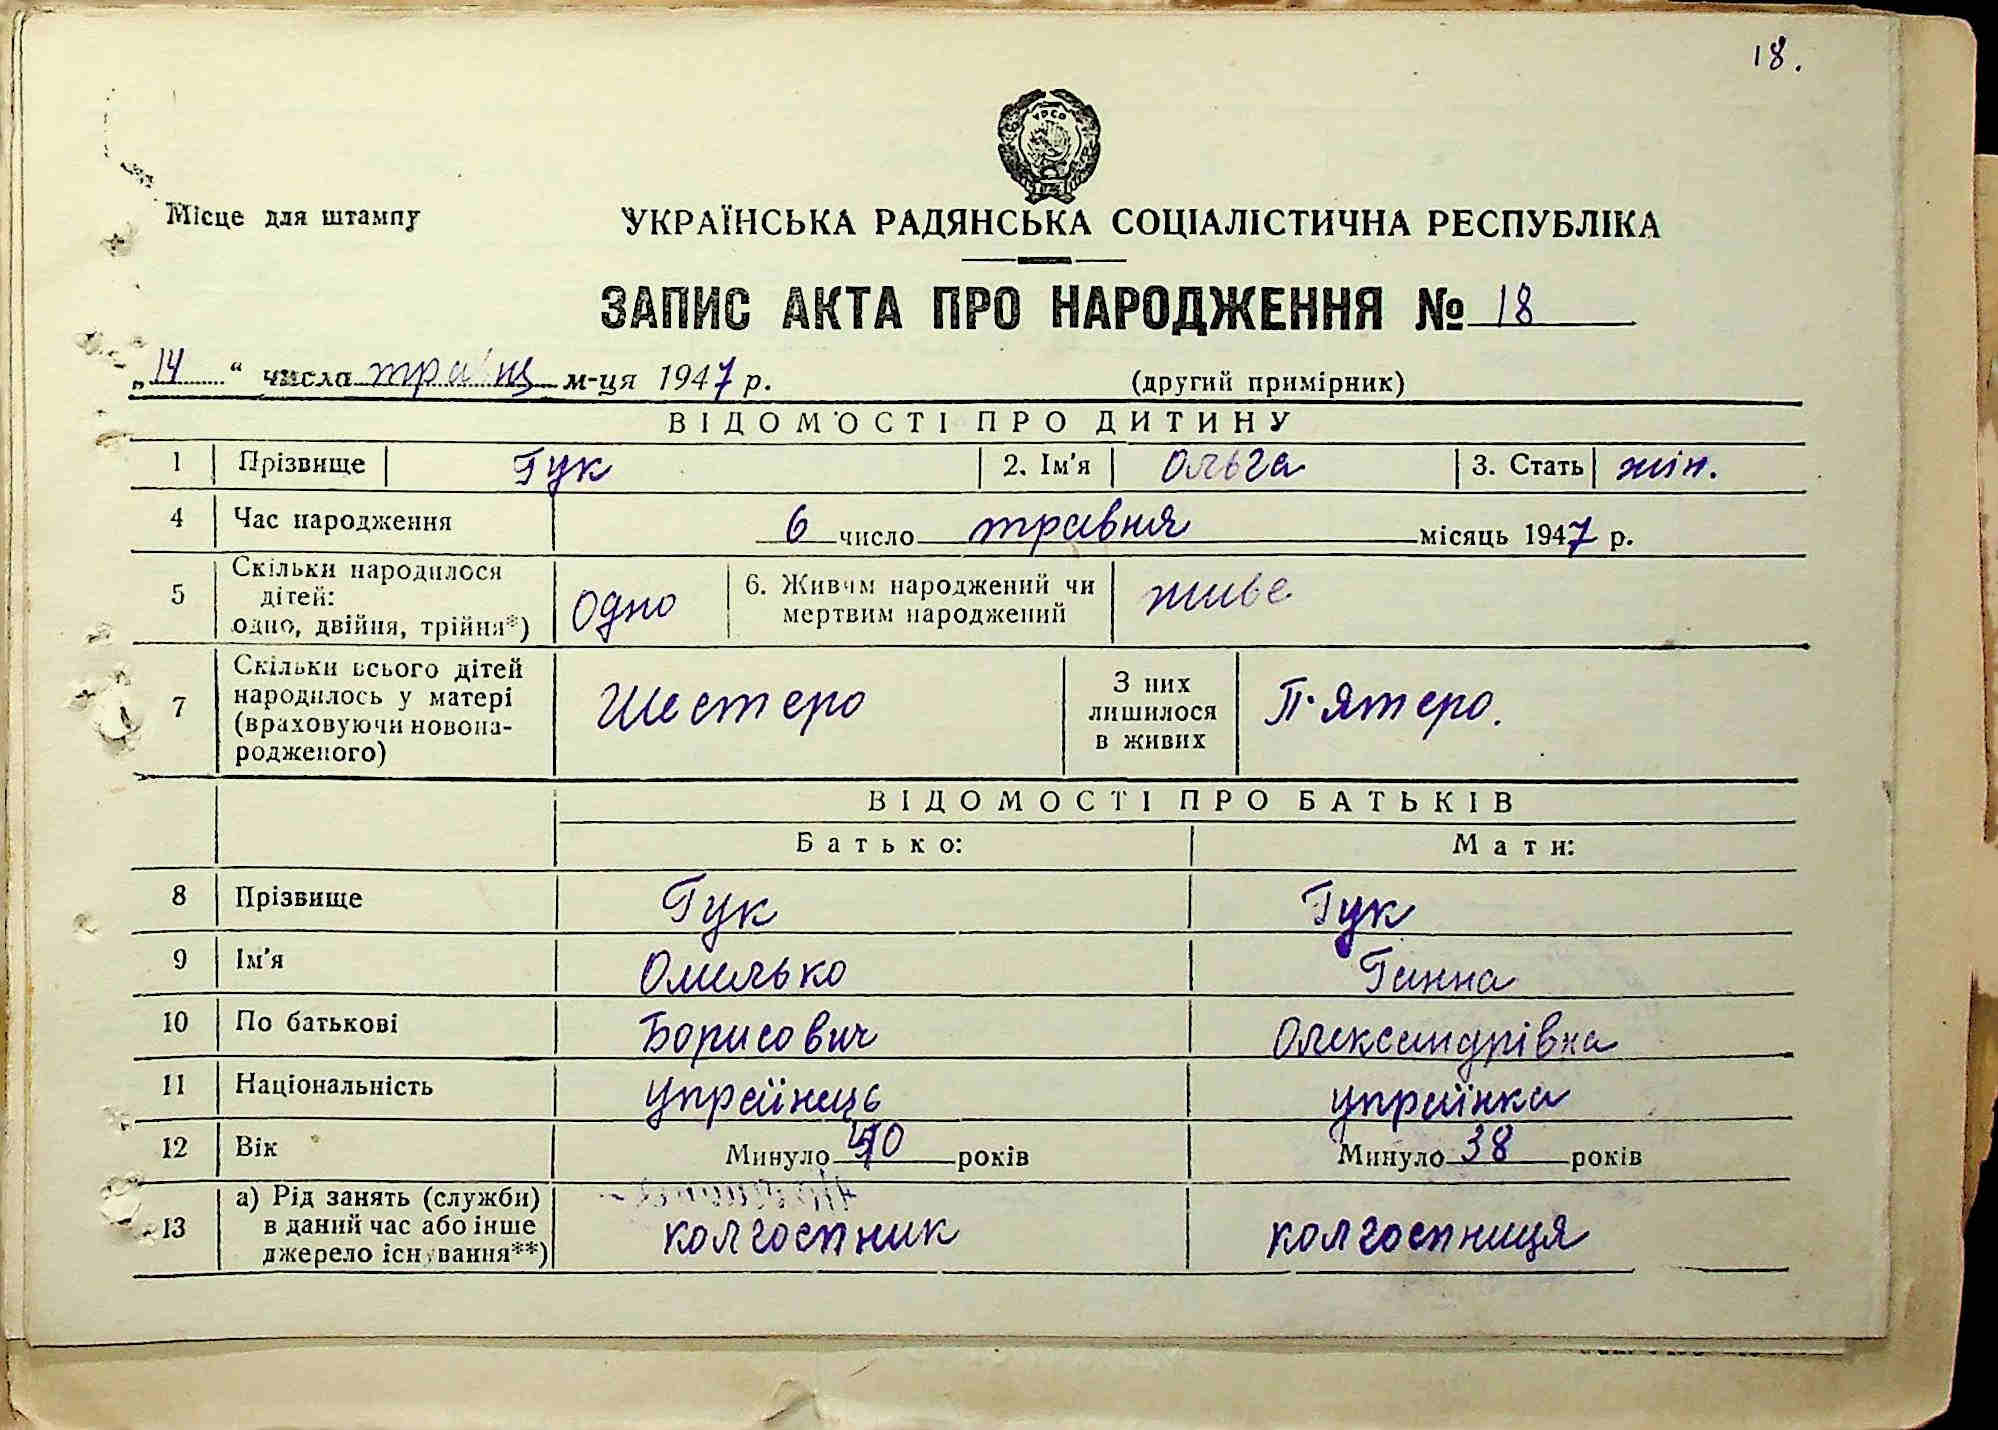 18.
УРСР
Місце для штампу
УКРАЇНСЬКА РАДЯНСЬКА СОЦІАЛІСТИЧНА РЕСПУБЛІКА
ЗАПИС АКТА ПРО НАРОДЖЕННЯ № 18
„14“ числа травня м-ця 1947 р. (другий примірник)
ВІДОМОСТІ ПРО ДИТИНУ
1 Прізвище Гук 2. Ім'я Ольга 3. Стать жін.
4 Час народження 6 число травня місяць 1947 р.
5 Скільки народилося
дітей:
одно, двійня, трійня*) Одно 6. Живим народжений чи
мертвим народжений живе
7 Скільки всього дітей
народилось у матері
(враховуючи новона-
родженого) Шестеро З них
лишилося
в живих П'ятеро.
ВІДОМОСТІ ПРО БАТЬКІВ
Батько: Мати:
8 Прізвище Гук Гук
9 Ім'я Омелько Ганна
10 По батькові Борисович Олександрівна
11 Національність українець українка
12 Вік Минуло 40 років Минуло 38 років
13 а) Рід занять (служби)
в даний час або інше
джерело існування**) колгоспник колгоспниця